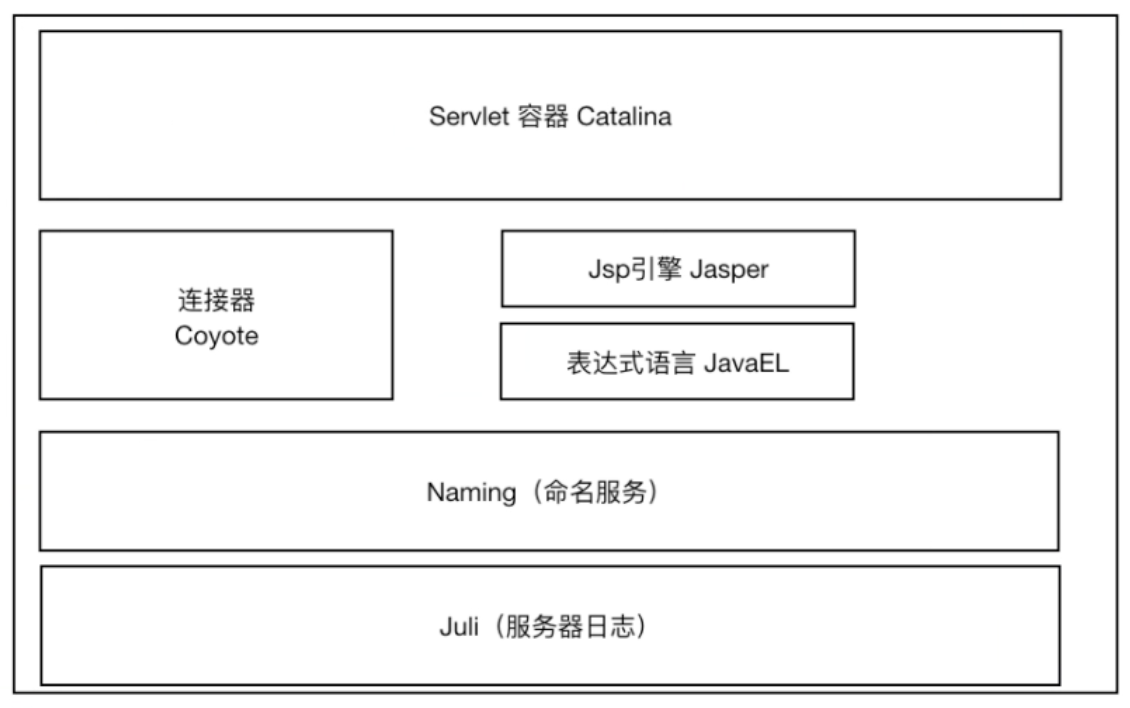 Servlet 容器 Catalina
连接器
Coyote
Jsp引擎 Jasper
表达式语言 JavaEL
Naming（命名服务）
Juli（服务器日志）